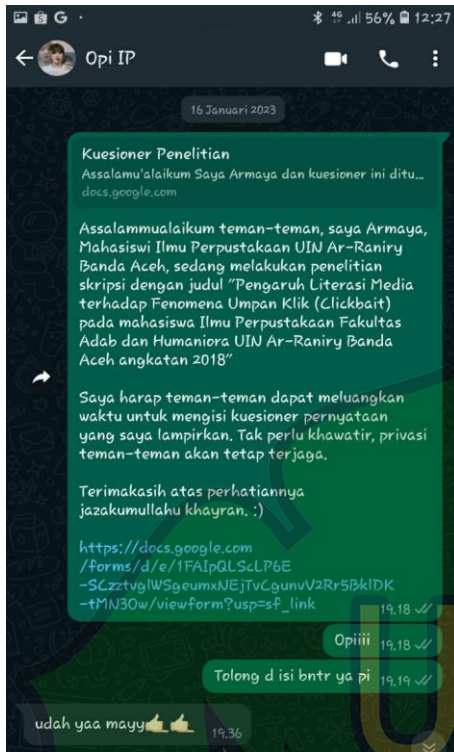 G 4G 56% 12:27
Opi IP
16 Januari 2023
Kuesioner Penelitian
Assalamu'alaikum Saya Armaya dan kuesioner ini ditu...
docs.google.com
Assalammualaikum teman-teman, saya Armaya,
Mahasiswi Ilmu Perpustakaan UIN Ar-Raniry
Banda Aceh, sedang melakukan penelitian
skripsi dengan judul "Pengaruh Literasi Media
terhadap Fenomena Umpan Klik (Clickbait)
pada mahasiswa Ilmu Perpustakaan Fakultas
Adab dan Humaniora UIN Ar-Raniry Banda
Aceh angkatan 2018"
Saya harap teman-teman dapat meluangkan
waktu untuk mengisi kuesioner pernyataan
yang saya lampirkan. Tak perlu khawatir, privasi
teman-teman akan tetap terjaga.
Terimakasih atas perhatiannya
jazakumullahu khayran. :)
https://docs.google.com
/forms/d/e/1FAIpQLScLP6E
-SCzztvglWSgeumxNEjTvCgunvV2Rr5BklDK
-tMN3Ow/viewform?usp=sf_link
19.18
Opiiii 19.18
Tolong d isi bntr ya pi 19.19
udah yaa mayy🤙🤙 19.36